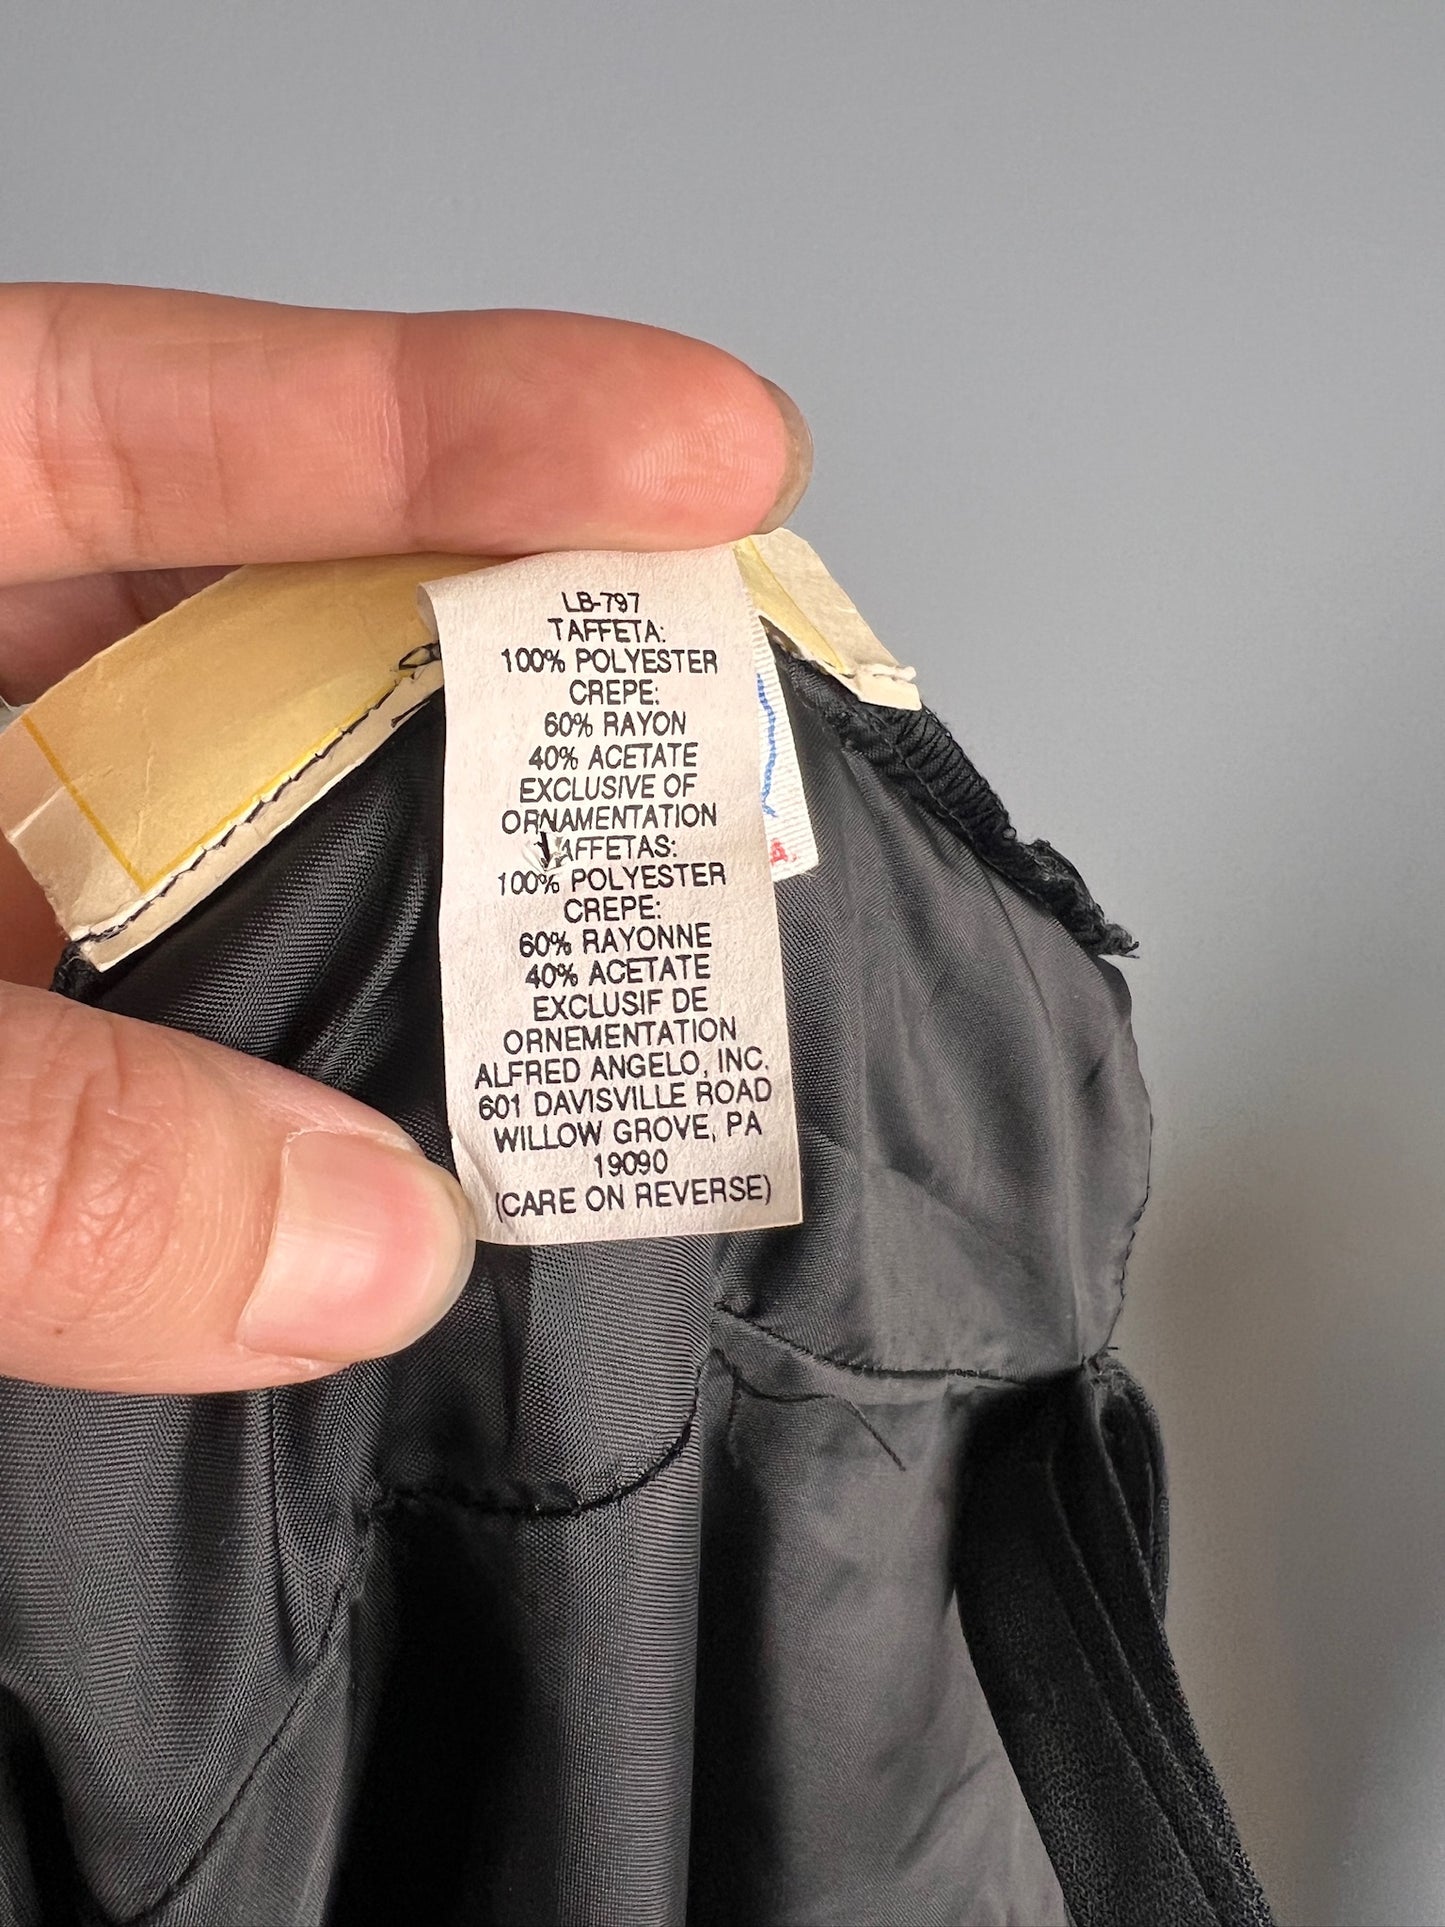 LB-797
TAFFETA:
100% POLYESTER
CREPE:
60% RAYON
40% ACETATE
EXCLUSIVE OF
ORNAMENTATION
TAFFETAS:
100% POLYESTER
CREPE:
60% RAYONNE
40% ACETATE
EXCLUSIF DE
ORNEMENTATION
ALFRED ANGELO, INC.
601 DAVISVILLE ROAD
WILLOW GROVE, PA
19090
(CARE ON REVERSE)
A.